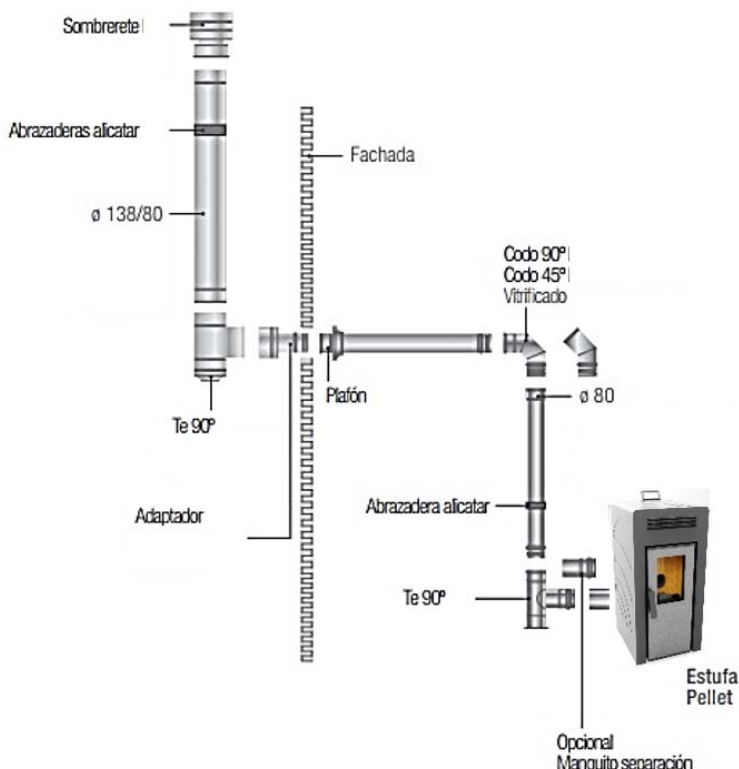 Sombrerete
Abrazaderas alicatar
Fachada
ø 138/80
Codo 90º
Codo 45º
Vitrificado
Plafón
ø 80
Te 90º
Adaptador
Abrazadera alicatar
Te 90º
Estufa
Pellet
Opcional
Manguito separación